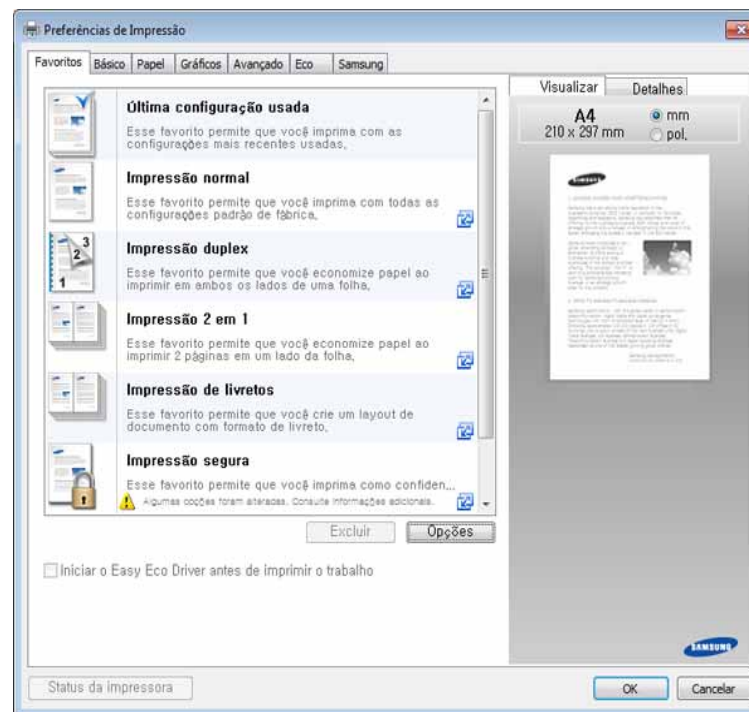 Preferências de Impressão
Favoritos Básico Papel Gráficos Avançado Eco Samsung
Última configuração usada
Esse favorito permite que você imprima com as
configurações mais recentes usadas.
Impressão normal
Esse favorito permite que você imprima com todas as
configurações padrão de fábrica.
3
2
1
Impressão duplex
Esse favorito permite que você economize papel ao
imprimir em ambos os lados de uma folha.
Impressão 2 em 1
Esse favorito permite que você economize papel ao
imprimir 2 páginas em um lado da folha.
Impressão de livretos
Esse favorito permite que você crie um layout de
documento com formato de livreto.
Impressão segura
Esse favorito permite que você imprima como confiden...
Algumas opções foram alteradas. Consulte informações adicionais.
Excluir Opções
Iniciar o Easy Eco Driver antes de imprimir o trabalho
Visualizar Detalhes
A4 mm
210 x 297 mm pol.
SAMSUNG
SAMSUNG
Status da impressora OK Cancelar